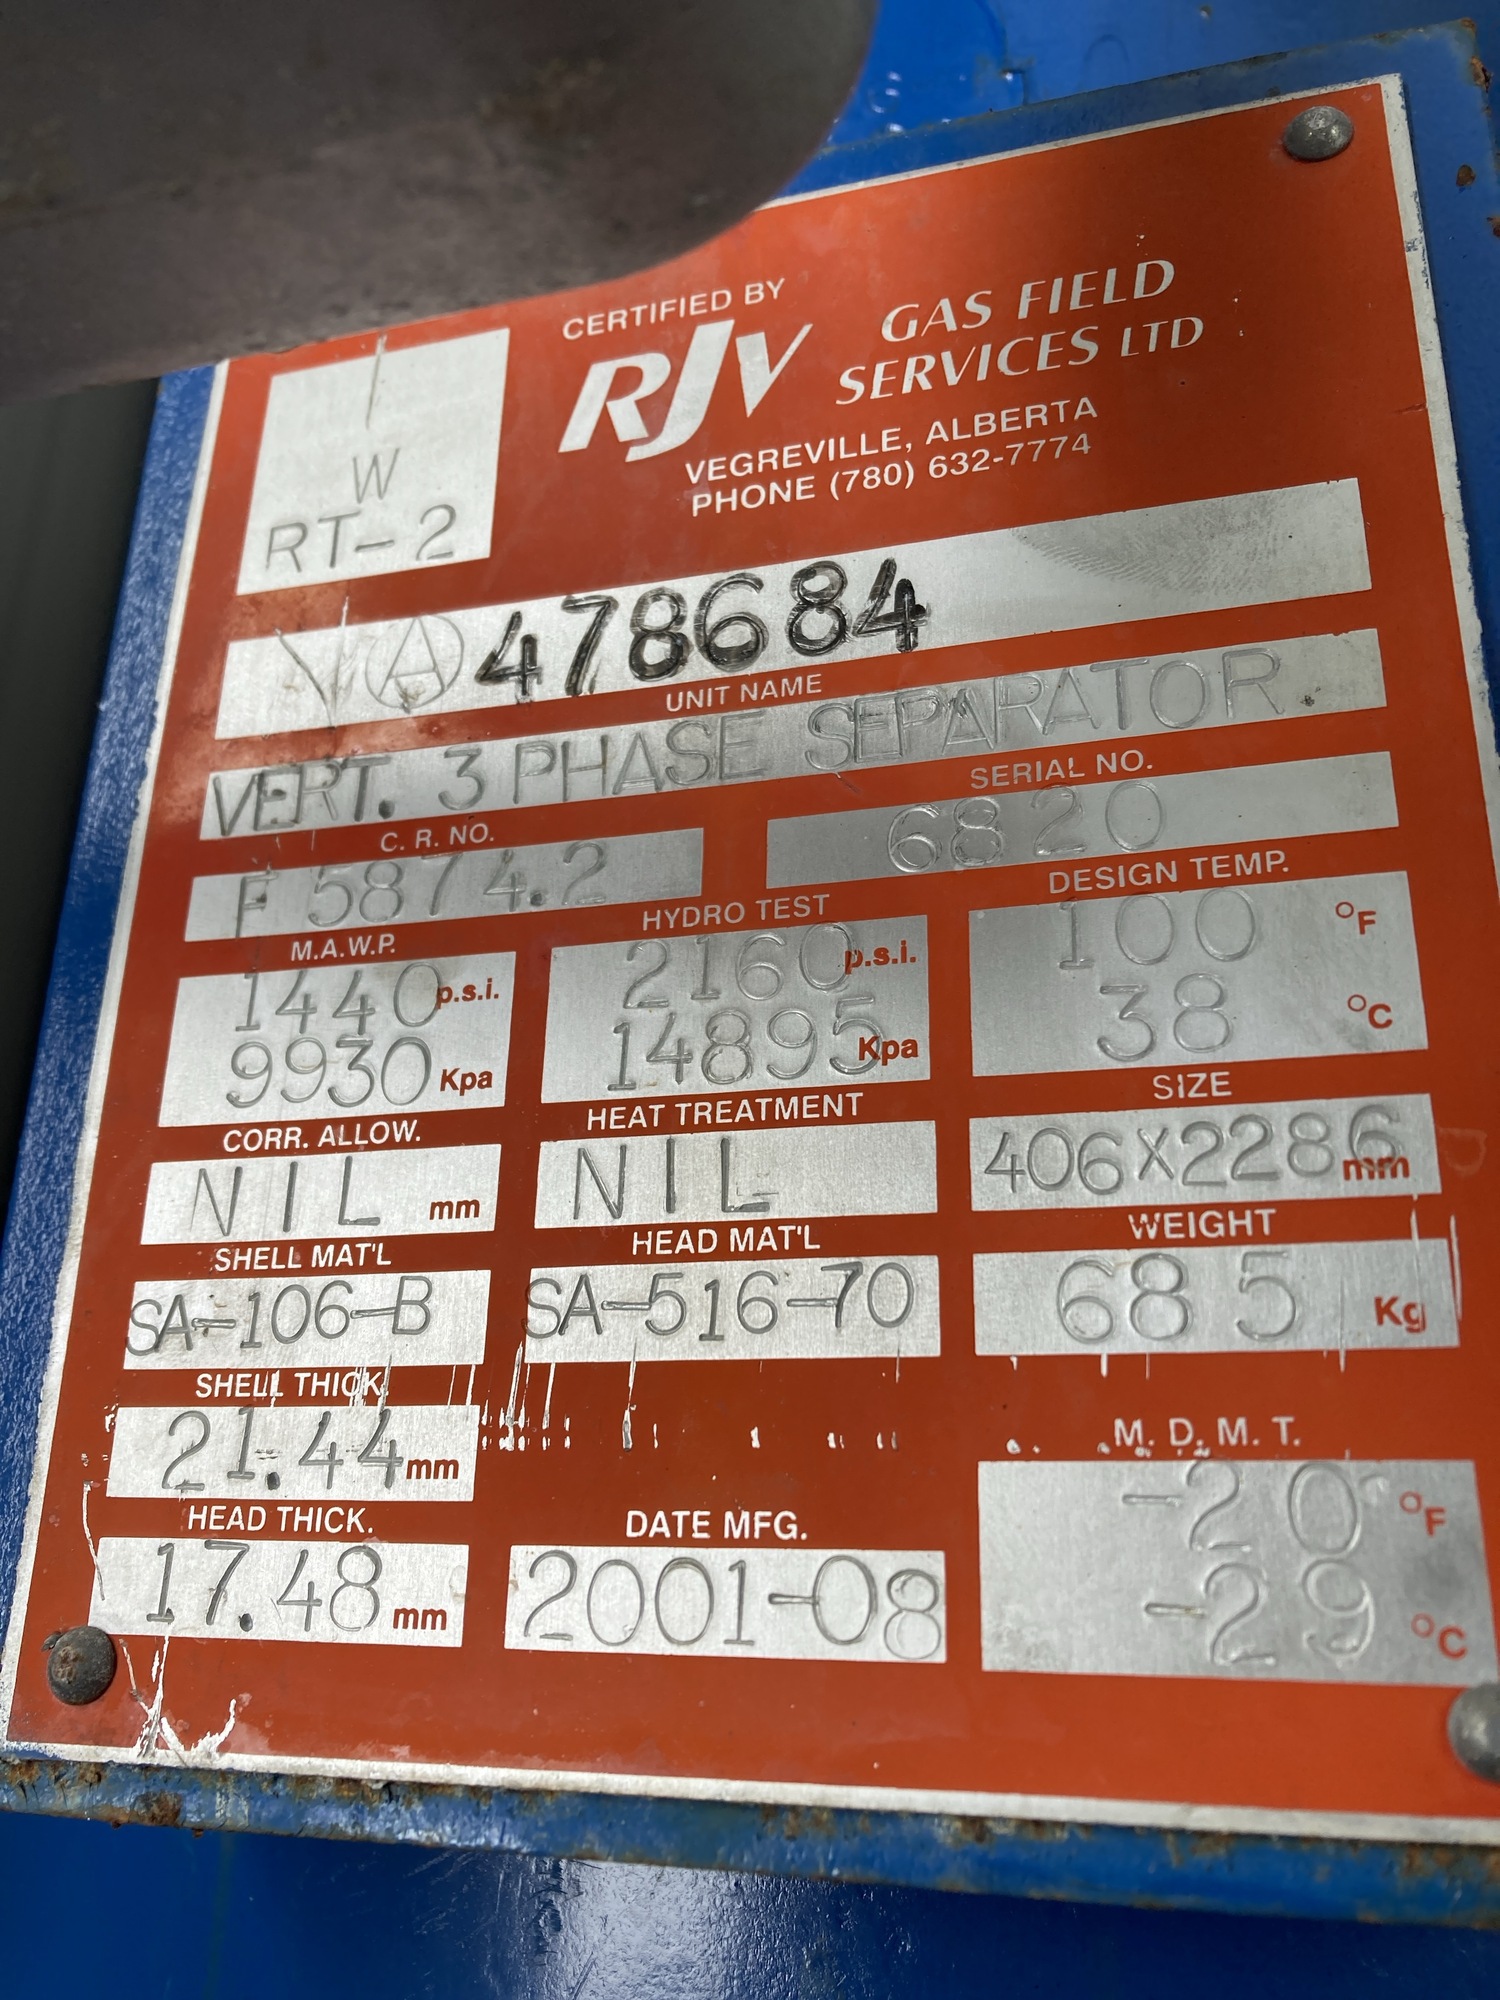 CERTIFIED BY
RJV GAS FIELD SERVICES LTD
VEGREVILLE, ALBERTA
PHONE (780) 632-7774
W
RT-2
A 478684
UNIT NAME
VERT. 3 PHASE SEPARATOR
C. R. NO.
F 5874.2
SERIAL NO.
6820
M.A.W.P.
1440 p.s.i.
9930 Kpa
HYDRO TEST
2160 p.s.i.
14895 Kpa
DESIGN TEMP.
100 °F
38 °C
CORR. ALLOW.
NIL mm
HEAT TREATMENT
NIL
SIZE
406X2286 mm
SHELL MAT'L
SA-106-B
HEAD MAT'L
SA-516-70
WEIGHT
685 Kg
SHELL THICK.
21.44 mm
HEAD THICK.
17.48 mm
DATE MFG.
2001-08
M. D. M. T.
-20 °F
-29 °C